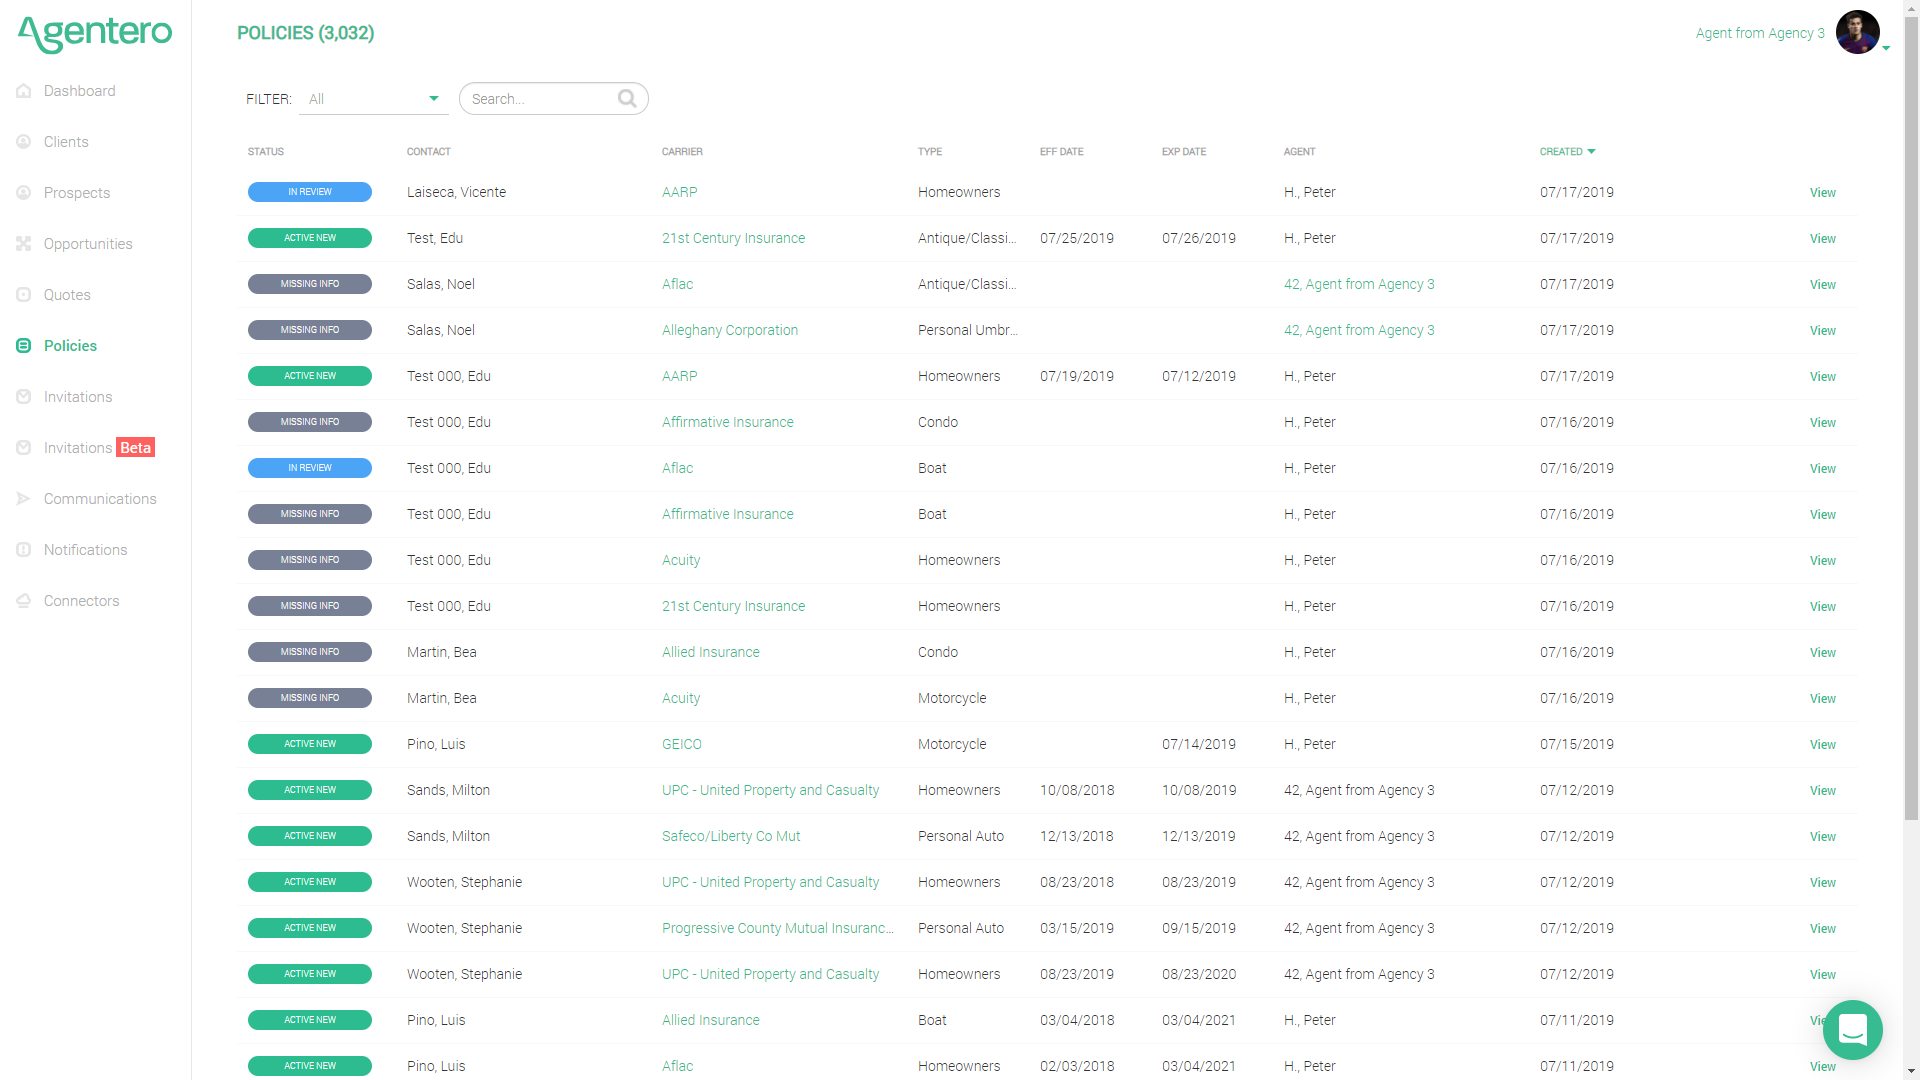 Agentero
POLICIES (3,032)
Agent from Agency 3
Dashboard
Clients
Prospects
Opportunities
Quotes
Policies
Invitations
Invitations Beta
Communications
Notifications
Connectors
FILTER: All Search...
STATUS CONTACT CARRIER TYPE EFF DATE EXP DATE AGENT CREATED
IN REVIEW Laiseca, Vicente AARP Homeowners H., Peter 07/17/2019 View
ACTIVE NEW Test, Edu 21st Century Insurance Antique/Classi... 07/25/2019 07/26/2019 H., Peter 07/17/2019 View
MISSING INFO Salas, Noel Aflac Antique/Classi... 42, Agent from Agency 3 07/17/2019 View
MISSING INFO Salas, Noel Alleghany Corporation Personal Umbr... 42, Agent from Agency 3 07/17/2019 View
ACTIVE NEW Test 000, Edu AARP Homeowners 07/19/2019 07/12/2019 H., Peter 07/17/2019 View
MISSING INFO Test 000, Edu Affirmative Insurance Condo H., Peter 07/16/2019 View
IN REVIEW Test 000, Edu Aflac Boat H., Peter 07/16/2019 View
MISSING INFO Test 000, Edu Affirmative Insurance Boat H., Peter 07/16/2019 View
MISSING INFO Test 000, Edu Acuity Homeowners H., Peter 07/16/2019 View
MISSING INFO Test 000, Edu 21st Century Insurance Homeowners H., Peter 07/16/2019 View
MISSING INFO Martin, Bea Allied Insurance Condo H., Peter 07/16/2019 View
MISSING INFO Martin, Bea Acuity Motorcycle H., Peter 07/16/2019 View
ACTIVE NEW Pino, Luis GEICO Motorcycle 07/14/2019 H., Peter 07/15/2019 View
ACTIVE NEW Sands, Milton UPC - United Property and Casualty Homeowners 10/08/2018 10/08/2019 42, Agent from Agency 3 07/12/2019 View
ACTIVE NEW Sands, Milton Safeco/Liberty Co Mut Personal Auto 12/13/2018 12/13/2019 42, Agent from Agency 3 07/12/2019 View
ACTIVE NEW Wooten, Stephanie UPC - United Property and Casualty Homeowners 08/23/2018 08/23/2019 42, Agent from Agency 3 07/12/2019 View
ACTIVE NEW Wooten, Stephanie Progressive County Mutual Insuranc... Personal Auto 03/15/2019 09/15/2019 42, Agent from Agency 3 07/12/2019 View
ACTIVE NEW Wooten, Stephanie UPC - United Property and Casualty Homeowners 08/23/2019 08/23/2020 42, Agent from Agency 3 07/12/2019 View
ACTIVE NEW Pino, Luis Allied Insurance Boat 03/04/2018 03/04/2021 H., Peter 07/11/2019
ACTIVE NEW Pino, Luis Aflac Homeowners 02/03/2018 03/04/2021 H., Peter 07/11/2019 View